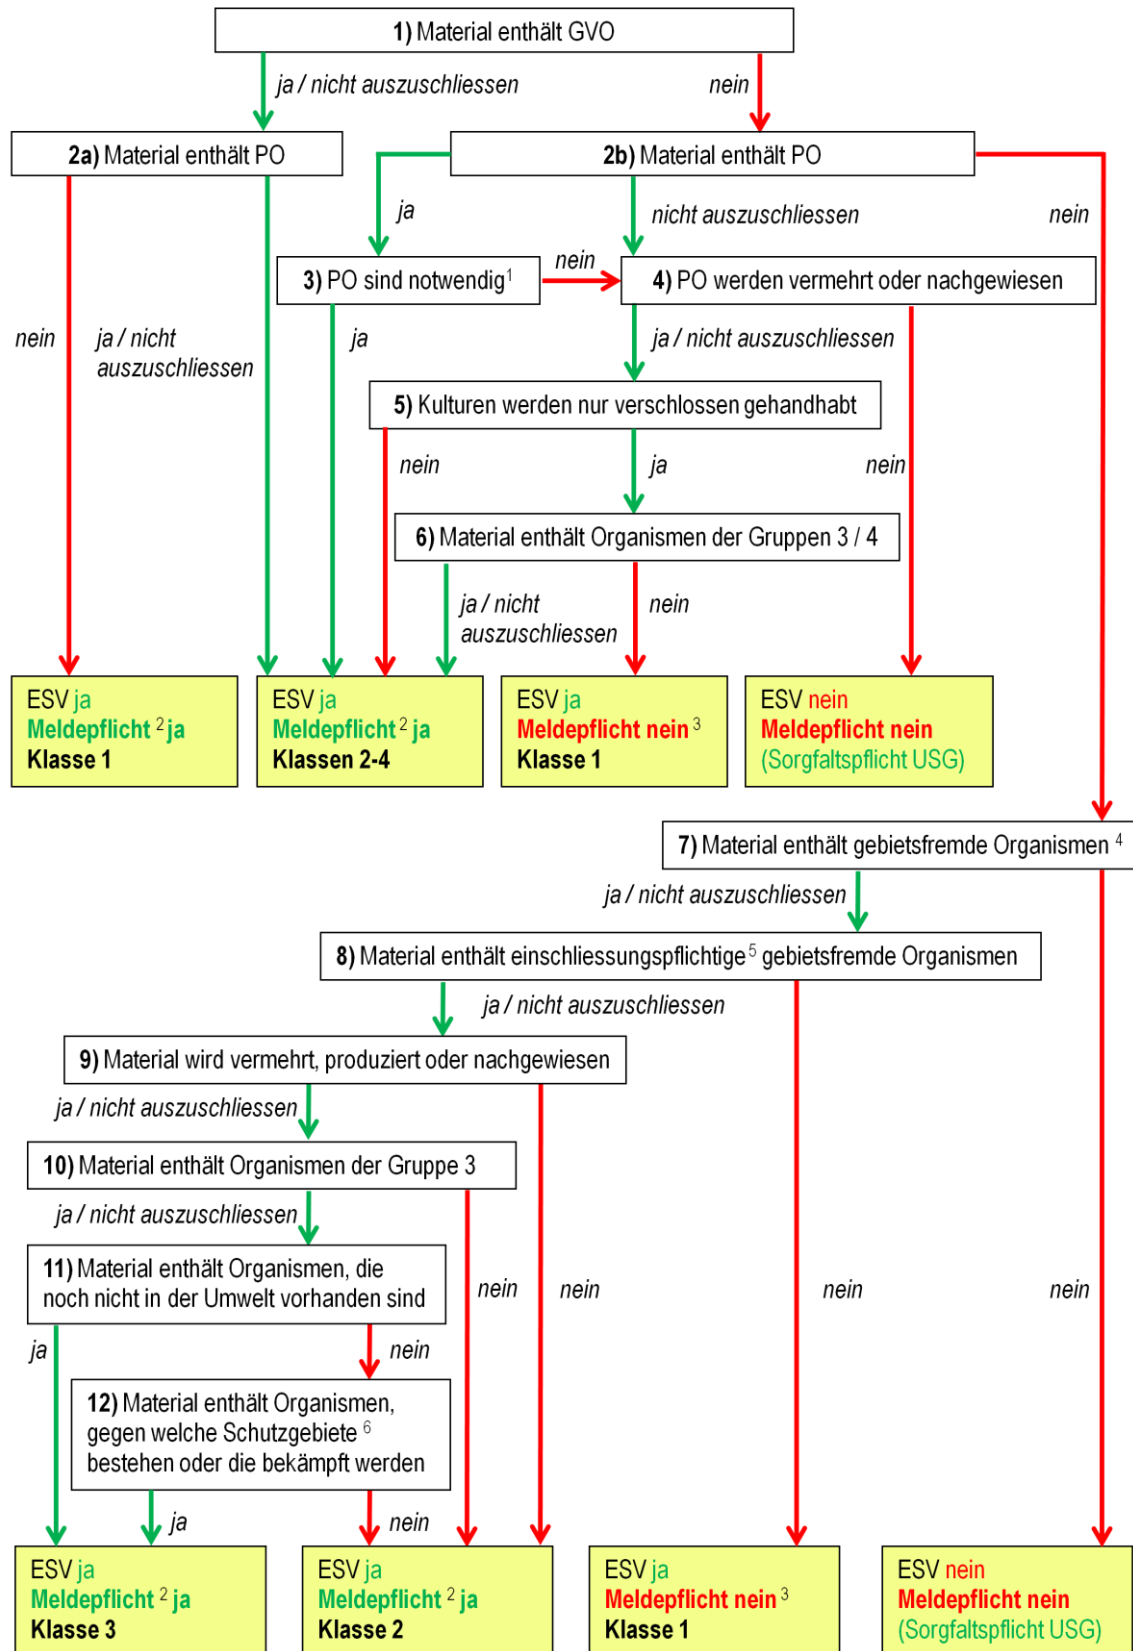 1) Material enthält GVO
ja / nicht auszuschliessen
nein
2a) Material enthält PO
2b) Material enthält PO
ja
nicht auszuschliessen
nein
3) PO sind notwendig¹
nein
4) PO werden vermehrt oder nachgewiesen
nein
ja / nicht
auszuschliessen
ja
ja / nicht auszuschliessen
5) Kulturen werden nur verschlossen gehandhabt
nein
ja
nein
6) Material enthält Organismen der Gruppen 3 / 4
ja / nicht
auszuschliessen
nein
ESV ja
Meldepflicht ² ja
Klasse 1
ESV ja
Meldepflicht ² ja
Klassen 2-4
ESV ja
Meldepflicht nein ³
Klasse 1
ESV nein
Meldepflicht nein
(Sorgfaltspflicht USG)
7) Material enthält gebietsfremde Organismen ⁴
ja / nicht auszuschliessen
8) Material enthält einschliessungspflichtige⁵ gebietsfremde Organismen
ja / nicht auszuschliessen
9) Material wird vermehrt, produziert oder nachgewiesen
ja / nicht auszuschliessen
10) Material enthält Organismen der Gruppe 3
ja / nicht auszuschliessen
11) Material enthält Organismen, die
noch nicht in der Umwelt vorhanden sind
nein
nein
nein
nein
ja
nein
12) Material enthält Organismen,
gegen welche Schutzgebiete ⁶
bestehen oder die bekämpft werden
ja
nein
ESV ja
Meldepflicht ² ja
Klasse 3
ESV ja
Meldepflicht ² ja
Klasse 2
ESV ja
Meldepflicht nein ³
Klasse 1
ESV nein
Meldepflicht nein
(Sorgfaltspflicht USG)